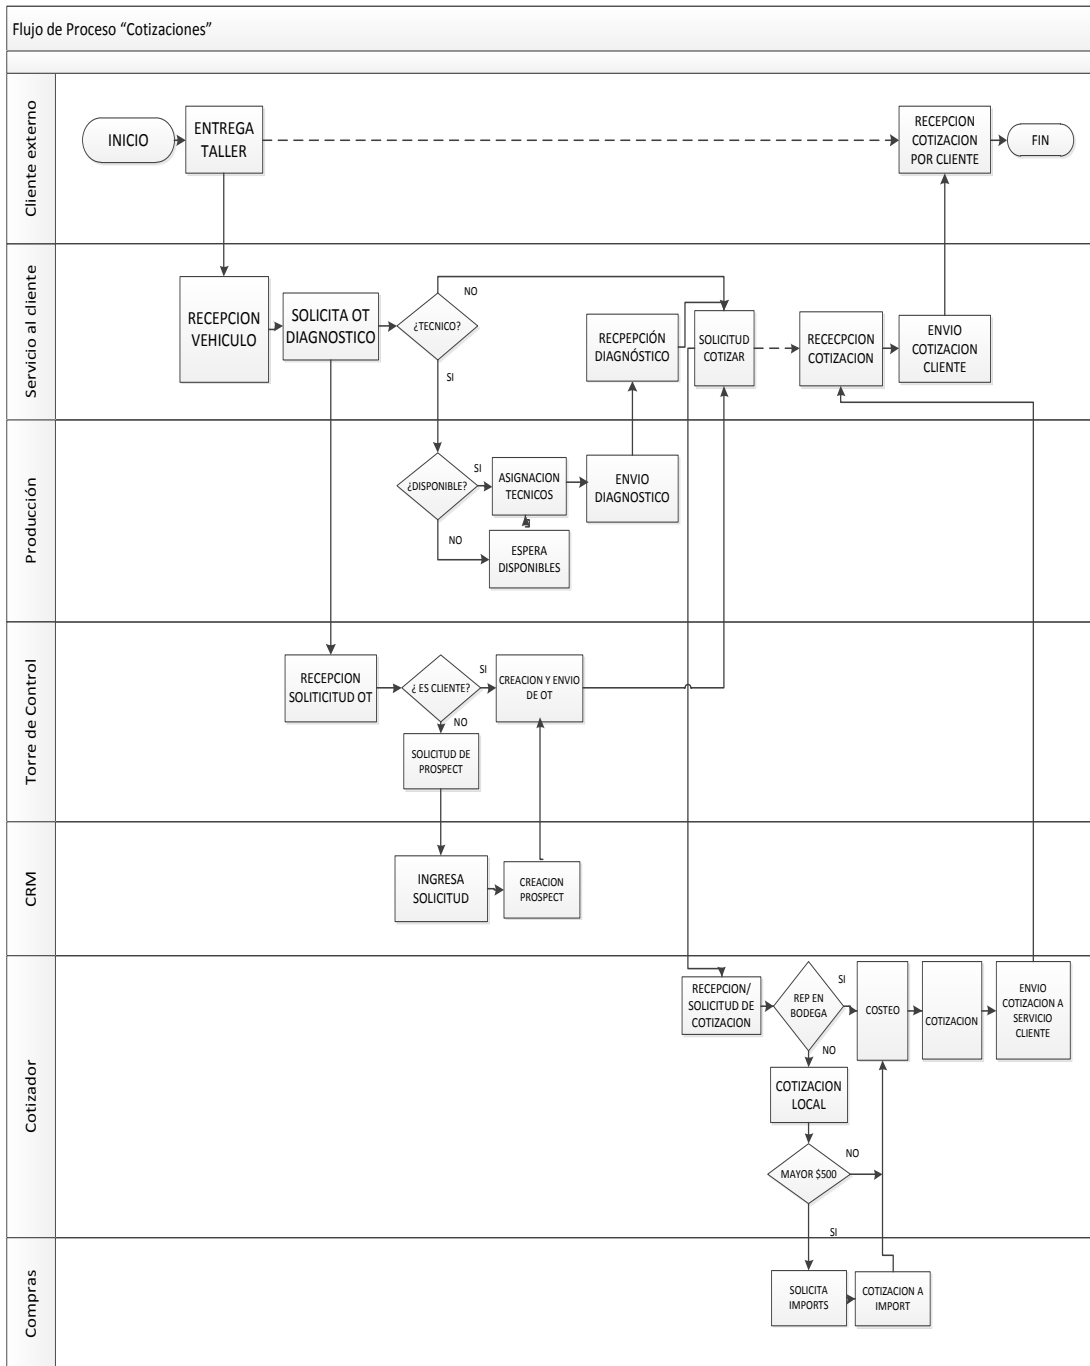 Flujo de Proceso “Cotizaciones”
Cliente externo
INICIO
ENTREGA
TALLER
RECEPCION
COTIZACION
POR CLIENTE
FIN
Servicio al cliente
RECEPCION
VEHICULO
SOLICITA OT
DIAGNOSTICO
¿TECNICO?
NO
SI
RECPEPCIÓN
DIAGNÓSTICO
SOLICITUD
COTIZAR
RECECPCION
COTIZACION
ENVIO
COTIZACION
CLIENTE
Producción
¿DISPONIBLE?
SI
NO
ASIGNACION
TECNICOS
ESPERA
DISPONIBLES
ENVIO
DIAGNOSTICO
Torre de Control
RECEPCION
SOLITICITUD OT
¿ ES CLIENTE?
SI
NO
CREACION Y ENVIO
DE OT
SOLICITUD DE
PROSPECT
CRM
INGRESA
SOLICITUD
CREACION
PROSPECT
Cotizador
RECEPCION/
SOLICITUD DE
COTIZACION
REP EN
BODEGA
SI
NO
COSTEO
COTIZACION
ENVIO
COTIZACION A
SERVICIO
CLIENTE
COTIZACION
LOCAL
MAYOR $500
NO
SI
Compras
SOLICITA
IMPORTS
COTIZACION A
IMPORT